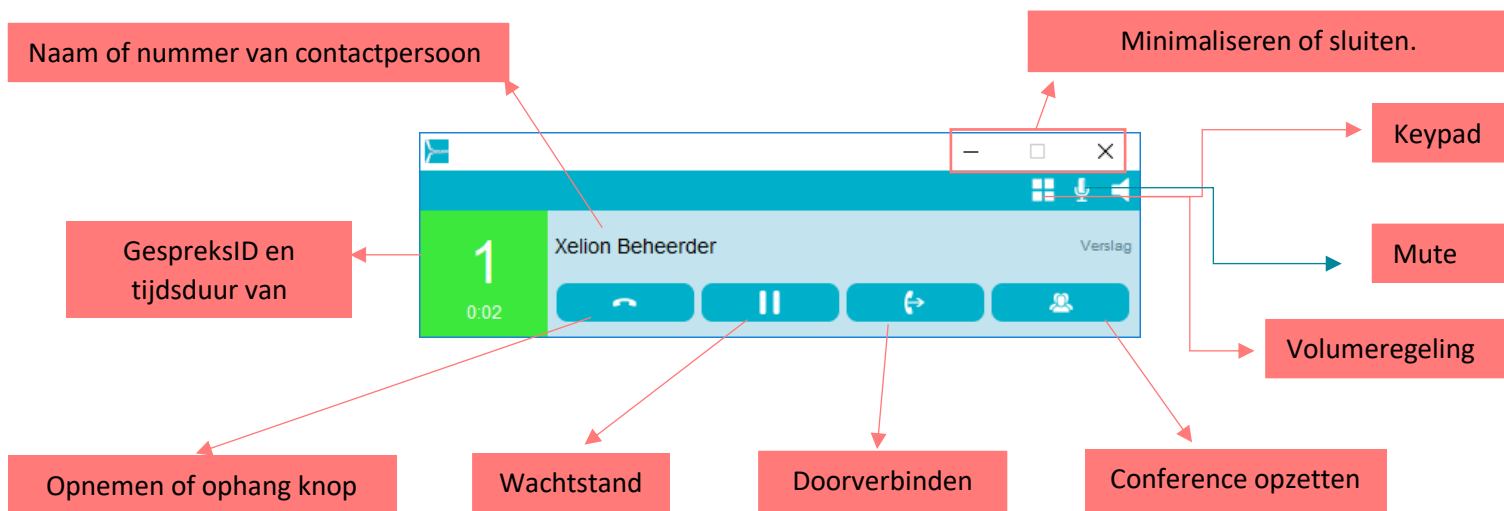 Naam of nummer van contactpersoon
Minimaliseren of sluiten.
Keypad
GespreksID en
tijdsduur van
1
0:02
Xelion Beheerder
Verslag
Mute
Volumeregeling
Opnemen of ophang knop
Wachtstand
Doorverbinden
Conference opzetten